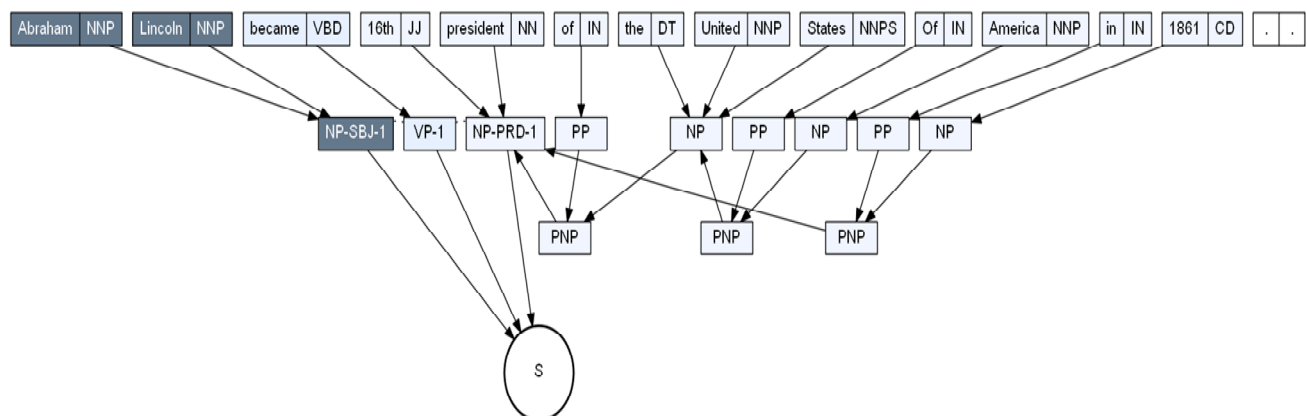 Abraham NNP Lincoln NNP became VBD 16th JJ president NN of IN the DT United NNP States NNPS Of IN America NNP in IN 1861 CD . .
NP-SBJ-1 VP-1 NP-PRD-1 PP NP PP NP PP NP
PNP PNP PNP
S